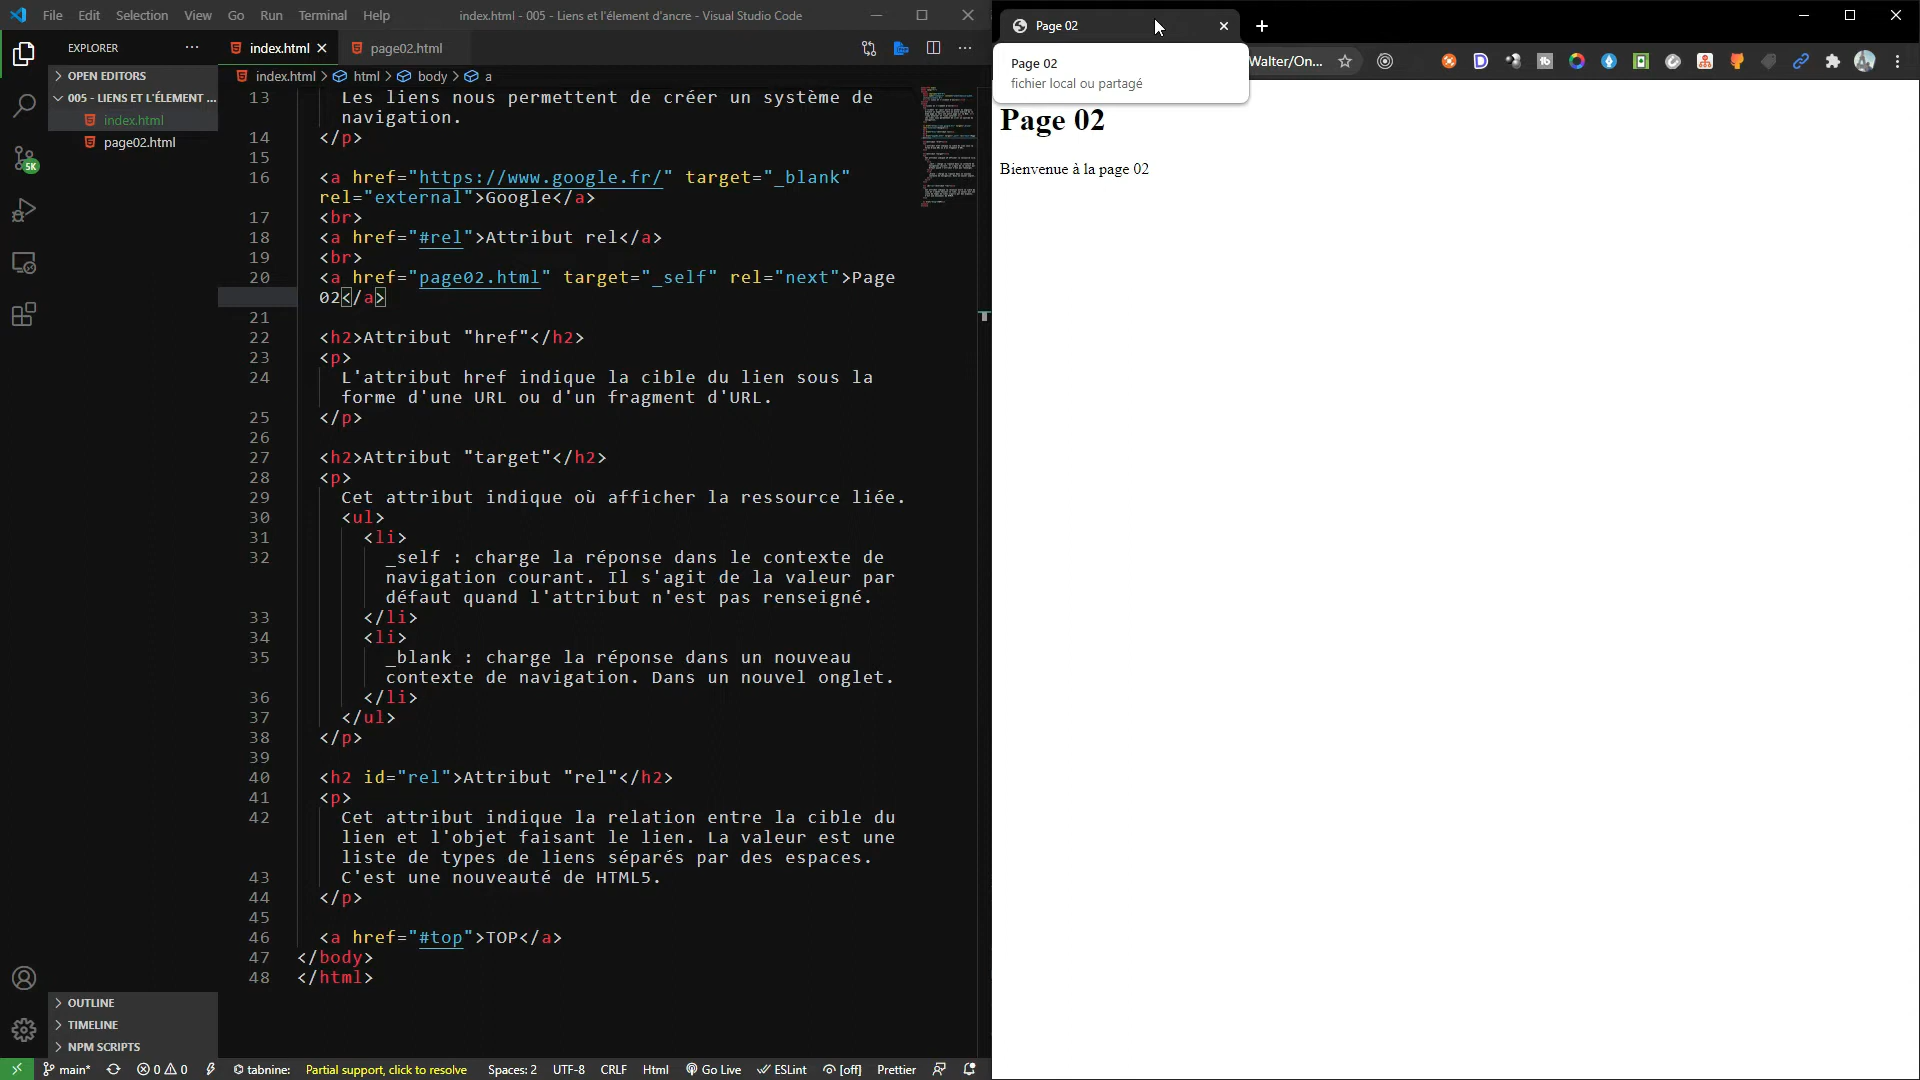 File Edit Selection View Go Run Terminal Help
index.html - 005 - Liens et l'élement d'ancre - Visual Studio Code
EXPLORER
OPEN EDITORS
005 - LIENS ET L'ÉLEMENT ...
index.html
page02.html
5K
OUTLINE
TIMELINE
NPM SCRIPTS
index.html
page02.html
index.html > html > body > a
13 Les liens nous permettent de créer un système de
navigation.
14 </p>
15
16 <a href="https://www.google.fr/" target="_blank"
rel="external">Google</a>
17 <br>
18 <a href="#rel">Attribut rel</a>
19 <br>
20 <a href="page02.html" target="_self" rel="next">Page
02</a>
21
22 <h2>Attribut "href"</h2>
23 <p>
24 L'attribut href indique la cible du lien sous la
forme d'une URL ou d'un fragment d'URL.
25 </p>
26
27 <h2>Attribut "target"</h2>
28 <p>
29 Cet attribut indique où afficher la ressource liée.
30 <ul>
31 <li>
32 _self : charge la réponse dans le contexte de
navigation courant. Il s'agit de la valeur par
défaut quand l'attribut n'est pas renseigné.
33 </li>
34 <li>
35 _blank : charge la réponse dans un nouveau
contexte de navigation. Dans un nouvel onglet.
36 </li>
37 </ul>
38 </p>
39
40 <h2 id="rel">Attribut "rel"</h2>
41 <p>
42 Cet attribut indique la relation entre la cible du
lien et l'objet faisant le lien. La valeur est une
liste de types de liens séparés par des espaces.
43 C'est une nouveauté de HTML5.
44 </p>
45
46 <a href="#top">TOP</a>
47 </body>
48 </html>
main* 0 0 tabnine: Partial support, click to resolve Spaces: 2 UTF-8 CRLF Html Go Live ESLint [off] Prettier
Page 02
Walter/On...
Page 02
fichier local ou partagé
Page 02
Bienvenue à la page 02